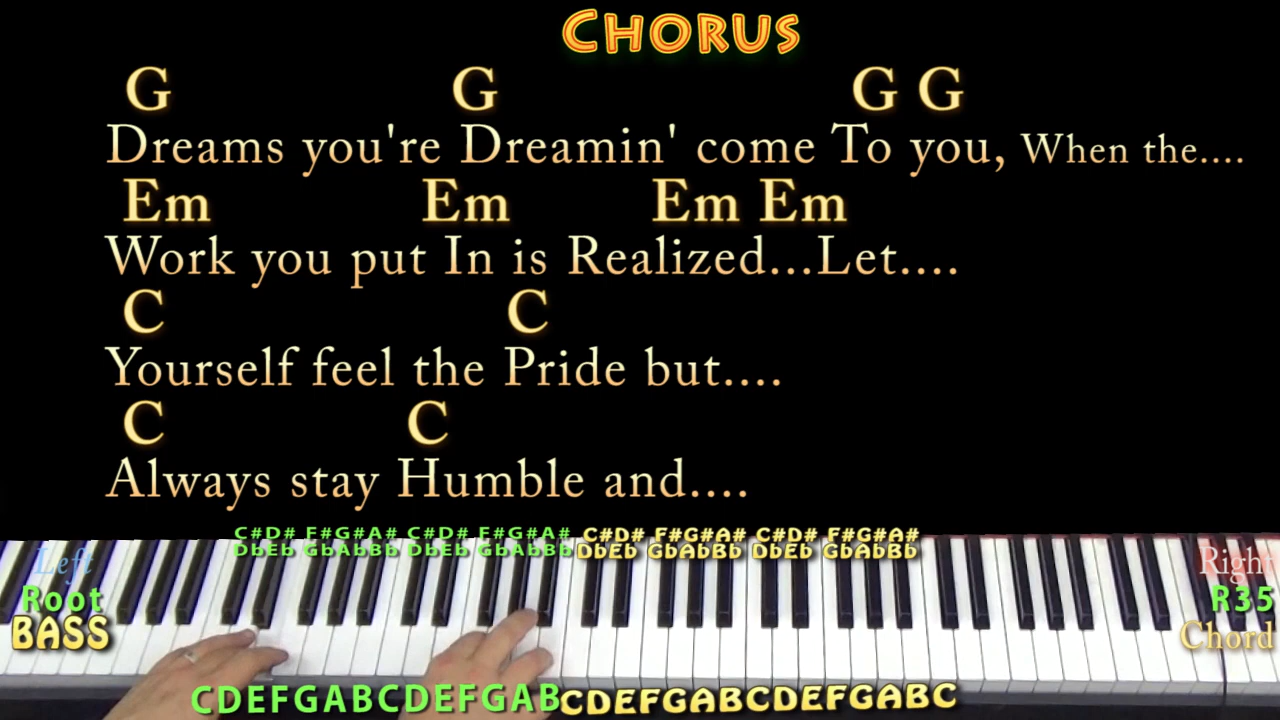 CHORUS
G G G G
Dreams you're Dreamin' come To you, When the....
Em Em Em Em
Work you put In is Realized...Let....
C C
Yourself feel the Pride but....
C C
Always stay Humble and....
C#D# F#G#A# C#D# F#G#A# C#D# F#G#A# C#D# F#G#A#
DbEb GbAbBb DbEb GbAbBb DbEb GbAbBb DbEb GbAbBb
Left Right
Root R35
BASS Chord
CDEFGABCDEFGABCDEFGABCDEFGABC